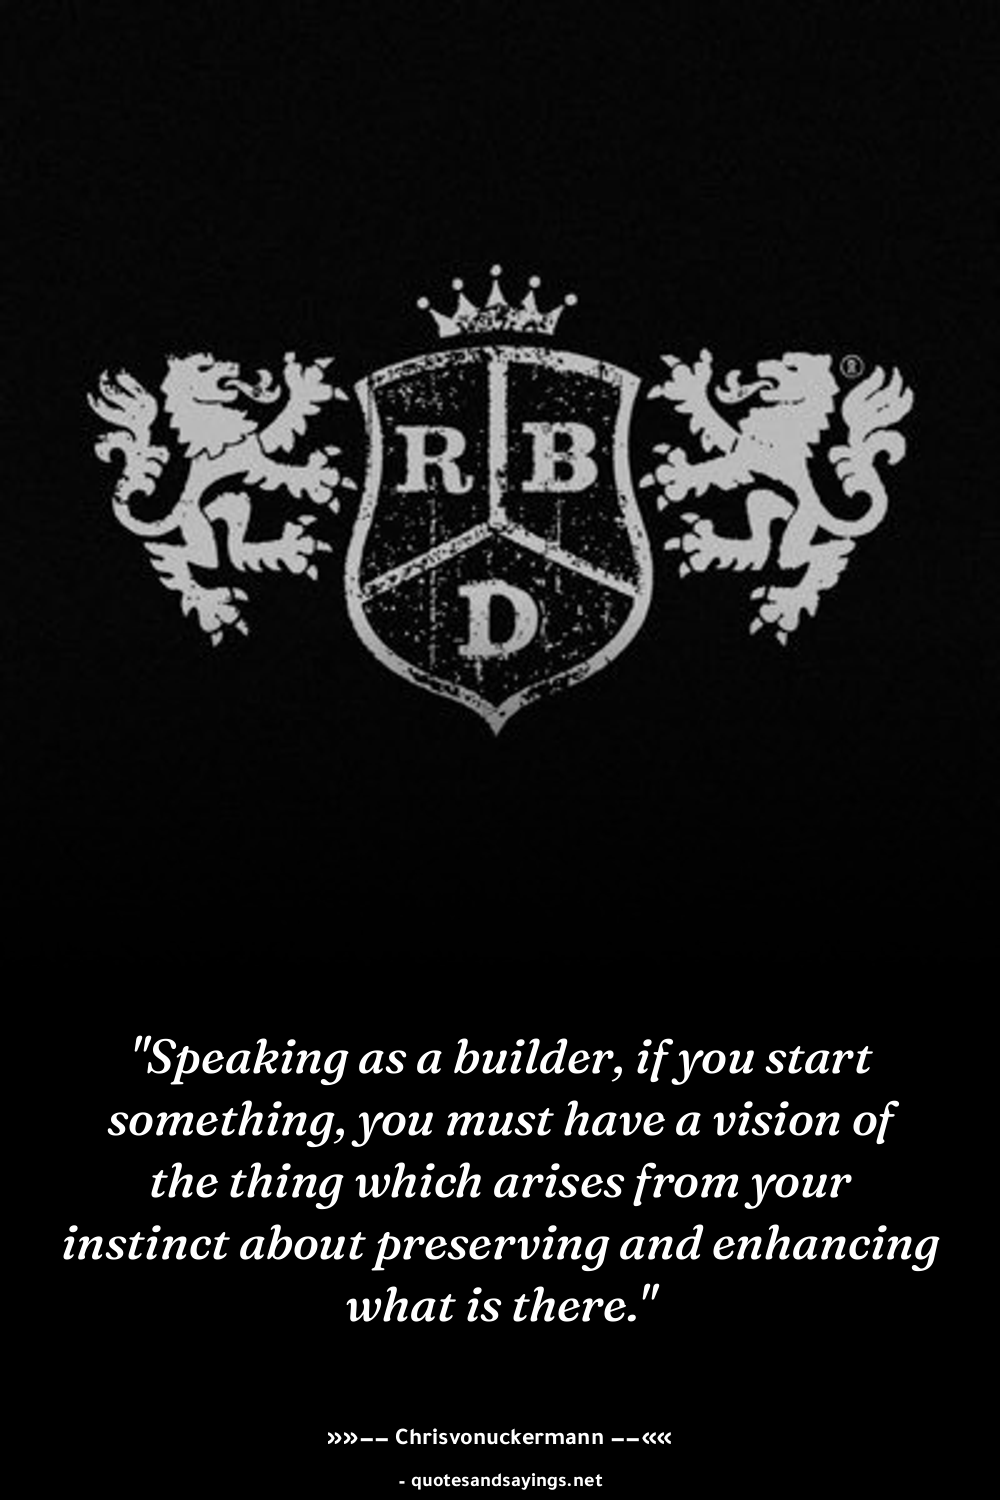 ®
R B
D
"Speaking as a builder, if you start
something, you must have a vision of
the thing which arises from your
instinct about preserving and enhancing
what is there."
»»−− Chrisvonuckermann −−««
- quotesandsayings.net